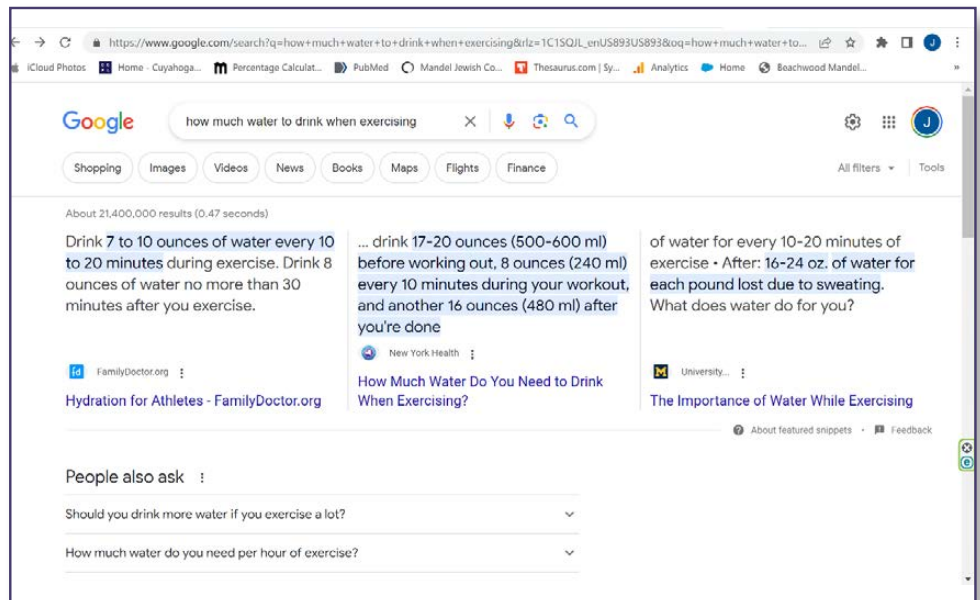 https://www.google.com/search?q=how+much+water+to+drink+when+exercising&rlz=1C1SQJL_enUS893US893&oq=how+much+water+to...
iCloud Photos Home - Cuyahoga... Percentage Calculat... PubMed Mandel Jewish Co... Thesaurus.com | Sy... Analytics Home Beachwood Mandel...
Google how much water to drink when exercising J
Shopping Images Videos News Books Maps Flights Finance All filters Tools
About 21,400,000 results (0.47 seconds)
Drink 7 to 10 ounces of water every 10
to 20 minutes during exercise. Drink 8
ounces of water no more than 30
minutes after you exercise.
FamilyDoctor.org
Hydration for Athletes - FamilyDoctor.org
... drink 17-20 ounces (500-600 ml)
before working out, 8 ounces (240 ml)
every 10 minutes during your workout,
and another 16 ounces (480 ml) after
you're done
New York Health
How Much Water Do You Need to Drink
When Exercising?
of water for every 10-20 minutes of
exercise • After: 16-24 oz. of water for
each pound lost due to sweating.
What does water do for you?
University...
The Importance of Water While Exercising
About featured snippets • Feedback
People also ask
Should you drink more water if you exercise a lot?
How much water do you need per hour of exercise?